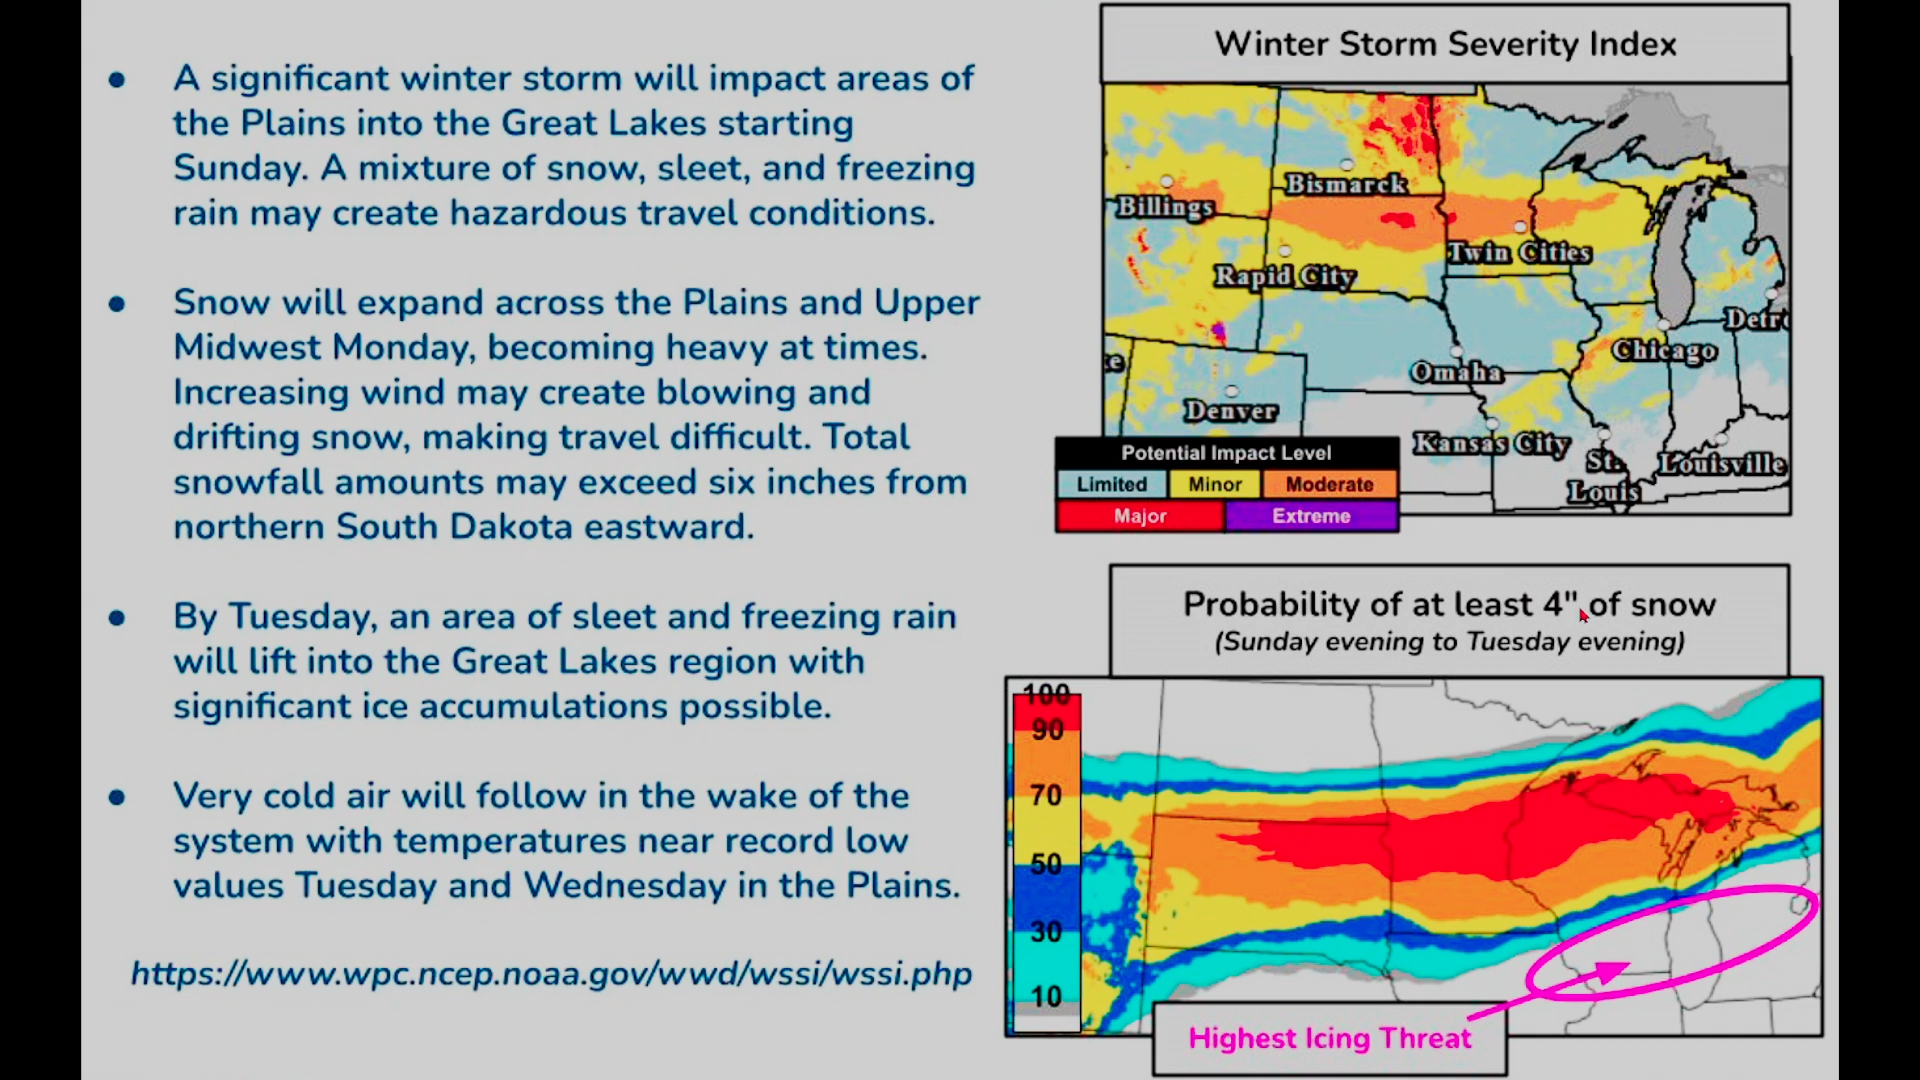 ● A significant winter storm will impact areas of
the Plains into the Great Lakes starting
Sunday. A mixture of snow, sleet, and freezing
rain may create hazardous travel conditions.
● Snow will expand across the Plains and Upper
Midwest Monday, becoming heavy at times.
Increasing wind may create blowing and
drifting snow, making travel difficult. Total
snowfall amounts may exceed six inches from
northern South Dakota eastward.
● By Tuesday, an area of sleet and freezing rain
will lift into the Great Lakes region with
significant ice accumulations possible.
● Very cold air will follow in the wake of the
system with temperatures near record low
values Tuesday and Wednesday in the Plains.
https://www.wpc.ncep.noaa.gov/wwd/wssi/wssi.php
Winter Storm Severity Index
Bismarck
Billings
Twin Cities
Rapid City
Detr
Chicago
Omaha
Denver
Kansas City
St.
Louis
Louisville
Potential Impact Level
Limited Minor Moderate
Major Extreme
Probability of at least 4" of snow
(Sunday evening to Tuesday evening)
100
90
70
50
30
10
Highest Icing Threat